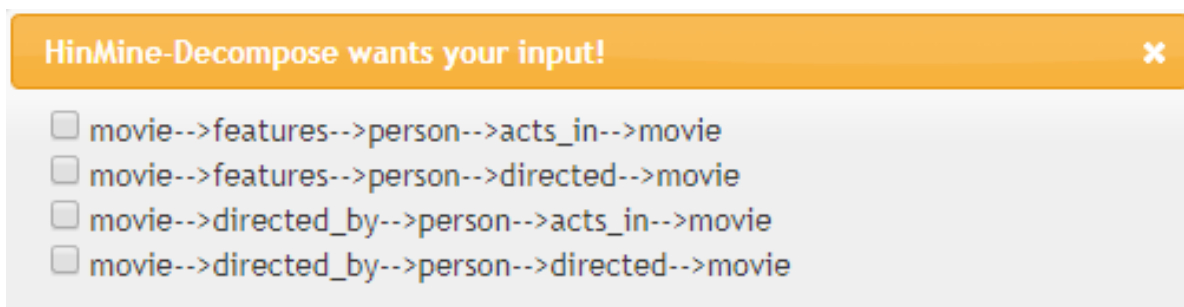 HinMine-Decompose wants your input!
movie-->features-->person-->acts_in-->movie
movie-->features-->person-->directed-->movie
movie-->directed_by-->person-->acts_in-->movie
movie-->directed_by-->person-->directed-->movie